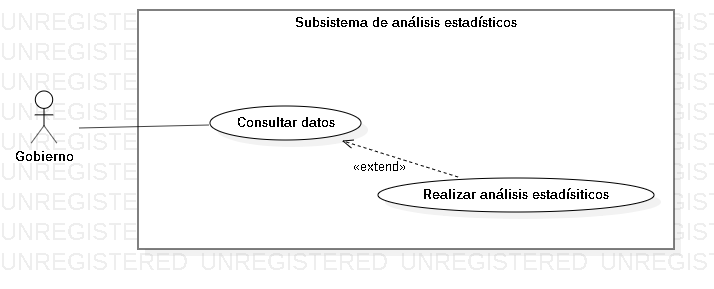 Subsistema de análisis estadísticos
UNREGISTERED UNREGISTERED UNREGISTERED UNREGISTERED
Consultar datos
Gobierno
«extend»
Realizar análisis estadísiticos